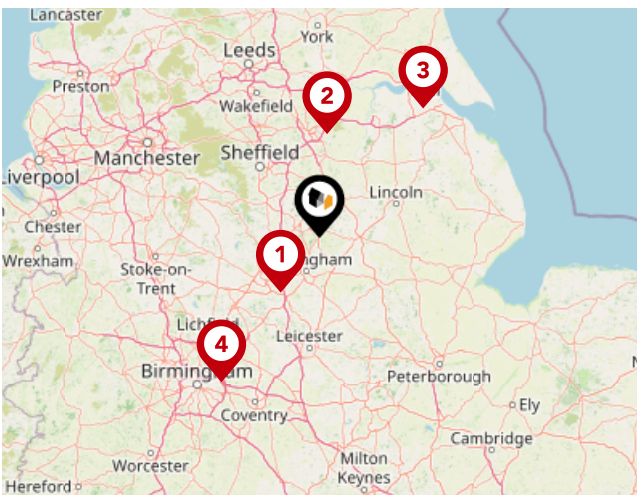 Lancaster
York
Leeds
3
Preston
2
Wakefield
Manchester
Sheffield
Liverpool
Lincoln
Chester
1
Wrexham
ngham
Stoke-on-
Trent
Lichfield
4
Leicester
Birmingham
Peterborough
Coventry
Ely
Cambridge
Worcester
Milton
Keynes
Hereford